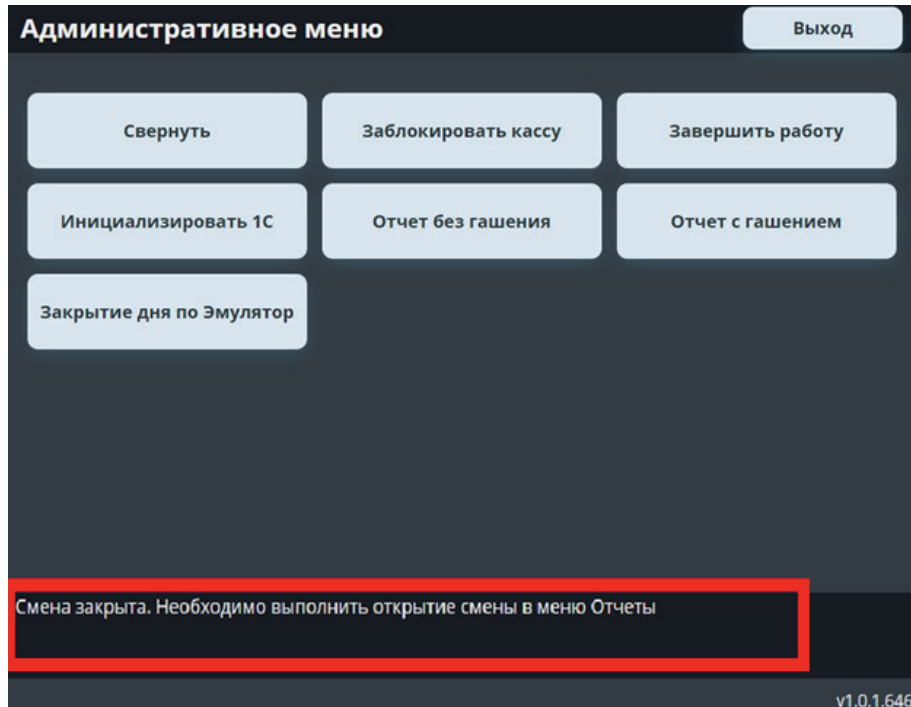 Административное меню
Выход
Свернуть
Заблокировать кассу
Завершить работу
Инициализировать 1С
Отчет без гашения
Отчет с гашением
Закрытие дня по Эмулятор
Смена закрыта. Необходимо выполнить открытие смены в меню Отчеты
v1.0.1.646